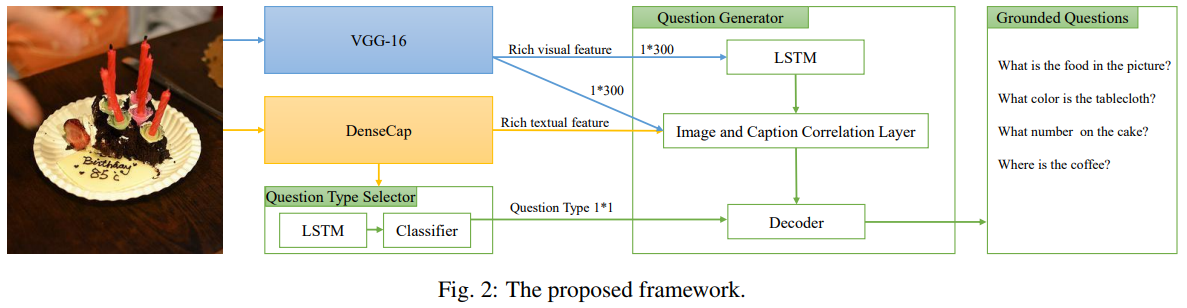 VGG-16
DenseCap
Question Type Selector
LSTM
Classifier
Rich visual feature
1*300
1*300
Rich textual feature
Question Type 1*1
Question Generator
LSTM
Image and Caption Correlation Layer
Decoder
Grounded Questions
What is the food in the picture?
What color is the tablecloth?
What number on the cake?
Where is the coffee?
Birthday
85°c
Fig. 2: The proposed framework.